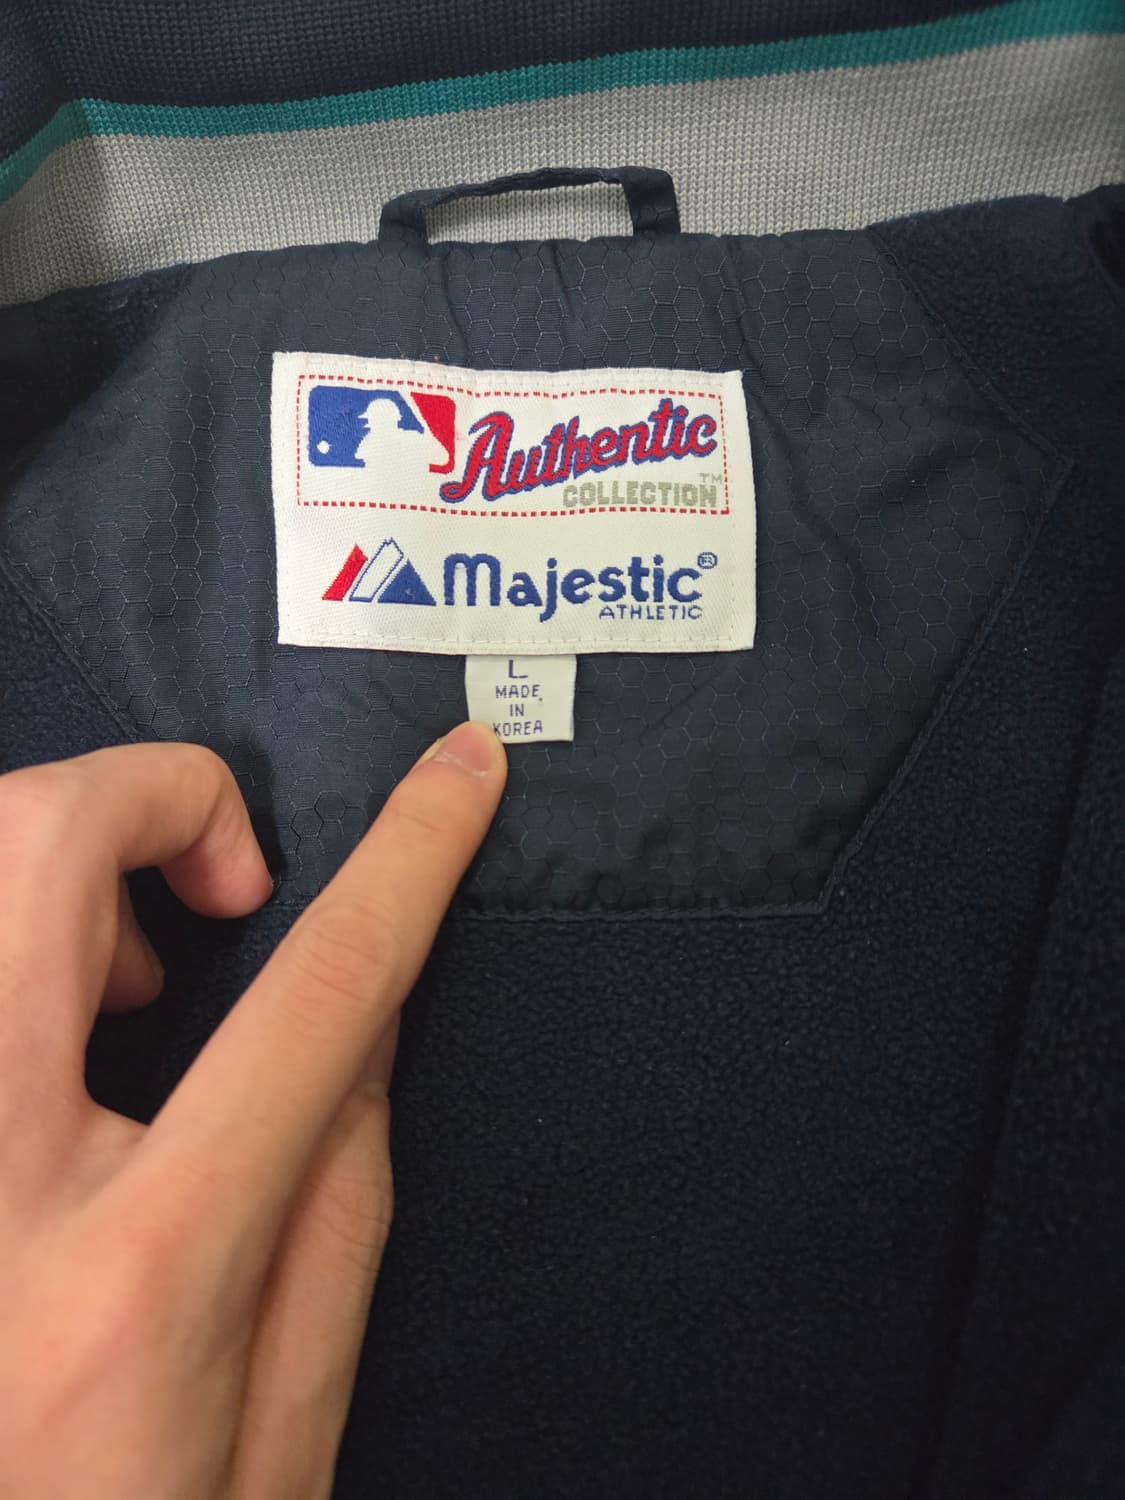 Authentic
COLLECTION™
Majestic®
ATHLETIC
L
MADE
IN
KOREA